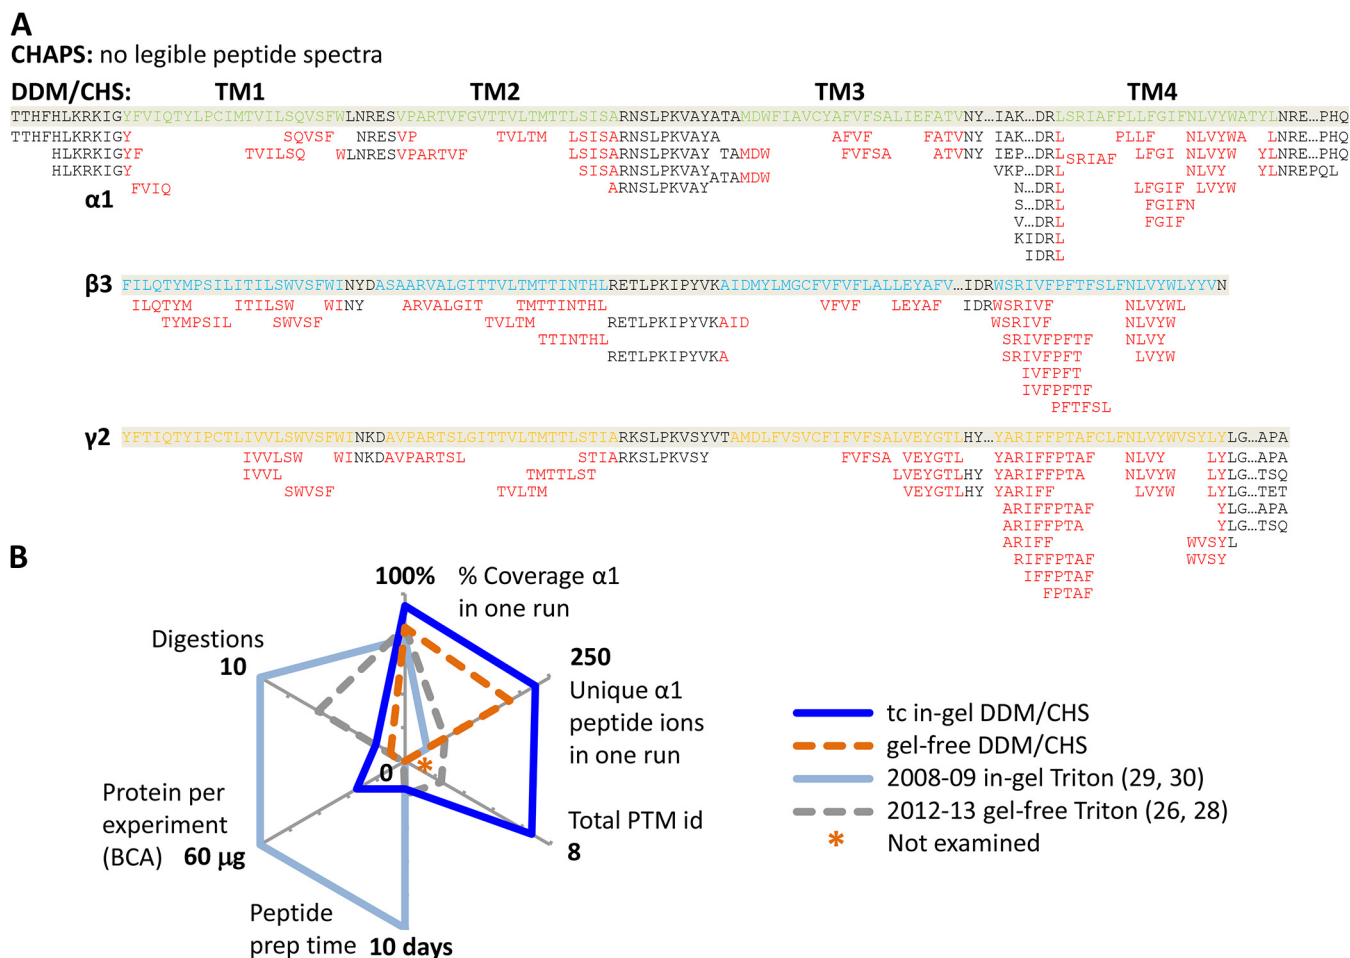 A
CHAPS: no legible peptide spectra
DDM/CHS: TM1 TM2 TM3 TM4
TTHFHLKRKIGYFVIQTYLPCIMTVILSQVSFWLNRESVPARTVFGVTTVLTMTTLSISARNSLPKVAYATAMDWFIAVCYAFVFSALIEFATVNY...IAK...DRLSRIAFPLLFGIFNLVYWATYLNRE...PHQ
TTHFHLKRKIGY SQVSF NRESVP TVLTM LSISARNSLPKVAY AFVF FATVNY IAK...DRL PLLF NLVYWA LNRE...PHQ
HLKRKIGYF TVILSQ WLNRESVPARTVF LSISARNSLPKVAY TAMDW FVFSA ATVNY IEP...DRL SRIAF LFGI NLVYW YLNRE...PHQ
HLKRKIGY SISARNSLPKVAY ATAMDW VKP...DRL NLVY YLNREPQL
FVIQ ARNSLPKVAY N...DRL LFGIF LVYW
α1 S...DRL FGIFN
V...DRL FGIF
KIDRL
IDRL
β3 FILQTYMPSILITILSWVSFWINYDASAARVALGITTVLTMTTINTHLRETLPKIPYVKAIDMYLMGCFVFVFLALLEYAFV...IDRWSRIVFPFTFSLFNLVYWLYYVN
ILQTYM ITILSW WINY ARVALGIT TMTTINTHL VFVF LEYAF IDRWSRIVF NLVYWL
TYMPSIL SWVSF TVLTM RETLPKIPYVKAID WSRIVF NLVYW
TTINTHL SRIVFPFTF NLVY
RETLPKIPYVKA SRIVFPFT LVYW
IVFPFT
IVFPFTF
PFTFSL
γ2 YFTIQTYIPCTLIVVLSWVSFWINKDAVPARTSLGITTVLTMTTLSTIARKSLPKVSYVTAMDLFVSVCFIFVFSALVEYGTLHY...YARIFFPTAFCLFNLVYWVSYLYLG...APA
IVVLSW WINKDAVPARTSL STIARKSLPKVSY FVFSA VEYGTL YARIFFPTAF NLVY LYLG...APA
IVVL TMTTLST LVEYGTLHY YARIFFPTA NLVYW LYLG...TSQ
SWVSF TVLTM VEYGTLHY YARIFF LVYW LYLG...TET
ARIFFPTAF YLG...APA
ARIFFPTA YLG...TSQ
ARIFF WVSYL
RIFFPTAF WVSY
IFFPTAF
FPTAF
B
100% % Coverage α1
in one run
Digestions
10
250
Unique α1
peptide ions
in one run
0
*
Protein per
experiment
(BCA) 60 μg
Total PTM id
8
Peptide
prep time 10 days
tc in-gel DDM/CHS
gel-free DDM/CHS
2008-09 in-gel Triton (29, 30)
2012-13 gel-free Triton (26, 28)
* Not examined